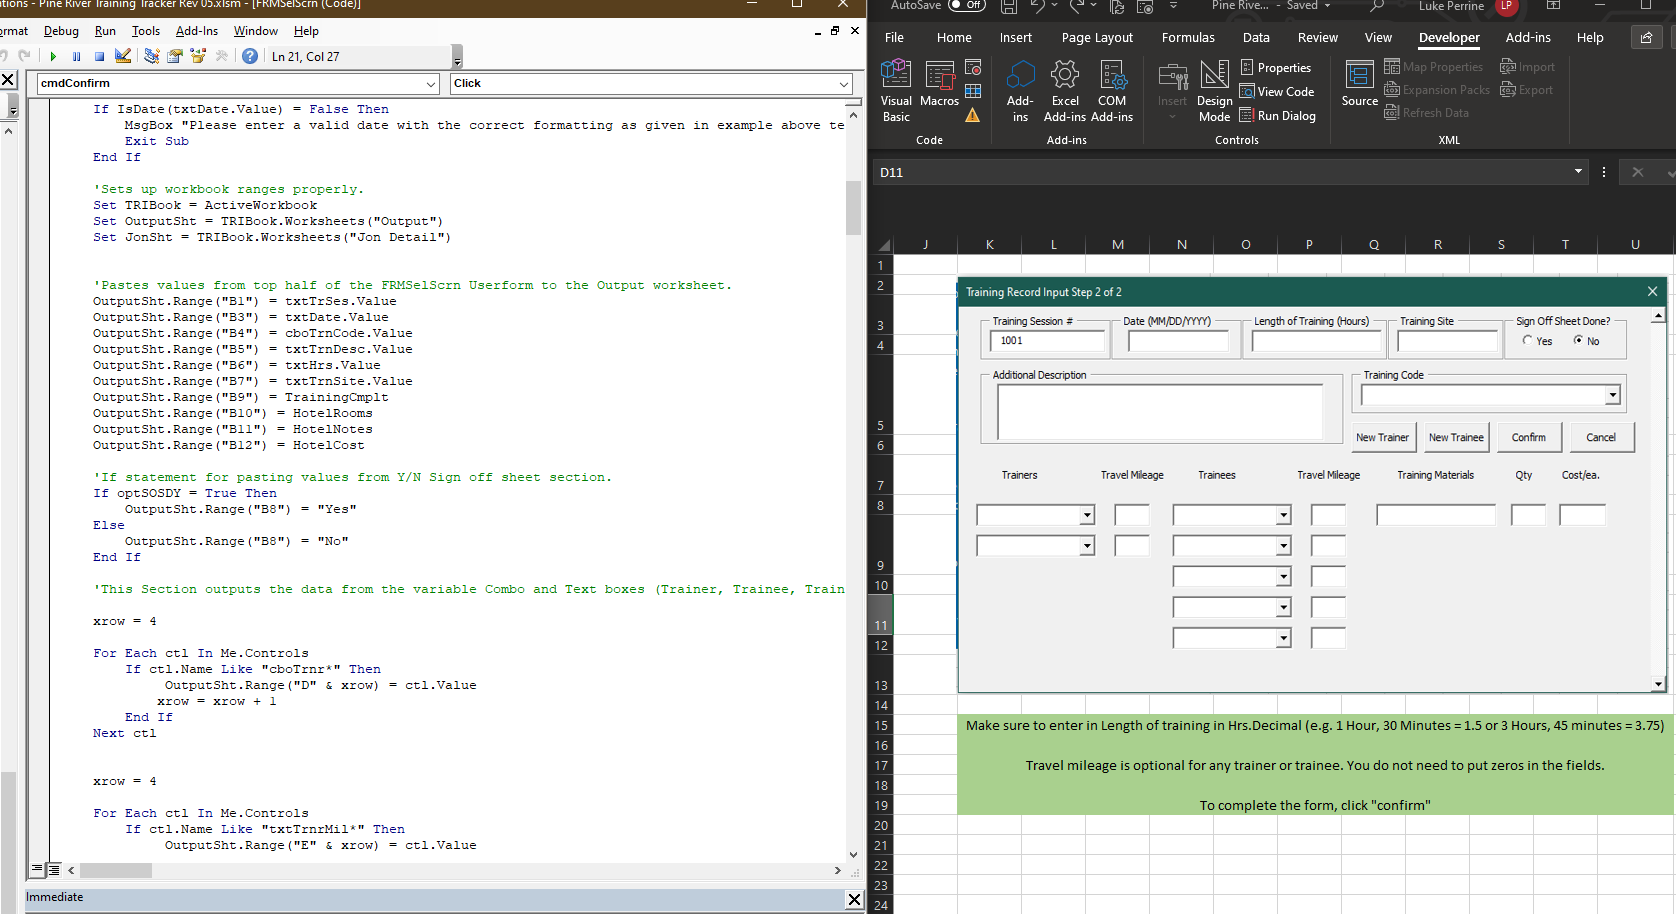 ntions - Pine River Training Tracker Rev 05.xlsm - [FRMSelScrn (Code)]
rmat Debug Run Tools Add-Ins Window Help
Ln 21, Col 27
cmdConfirm Click
If IsDate(txtDate.Value) = False Then
MsgBox "Please enter a valid date with the correct formatting as given in example above te
Exit Sub
End If
'Sets up workbook ranges properly.
Set TRIBook = ActiveWorkbook
Set OutputSht = TRIBook.Worksheets("Output")
Set JonSht = TRIBook.Worksheets("Jon Detail")
'Pastes values from top half of the FRMSelScrn Userform to the Output worksheet.
OutputSht.Range("B1") = txtTrSes.Value
OutputSht.Range("B3") = txtDate.Value
OutputSht.Range("B4") = cboTrnCode.Value
OutputSht.Range("B5") = txtTrnDesc.Value
OutputSht.Range("B6") = txtHrs.Value
OutputSht.Range("B7") = txtTrnSite.Value
OutputSht.Range("B9") = TrainingCmplt
OutputSht.Range("B10") = HotelRooms
OutputSht.Range("B11") = HotelNotes
OutputSht.Range("B12") = HotelCost
'If statement for pasting values from Y/N Sign off sheet section.
If optSOSDY = True Then
OutputSht.Range("B8") = "Yes"
Else
OutputSht.Range("B8") = "No"
End If
'This Section outputs the data from the variable Combo and Text boxes (Trainer, Trainee, Train
xrow = 4
For Each ctl In Me.Controls
If ctl.Name Like "cboTrnr*" Then
OutputSht.Range("D" & xrow) = ctl.Value
xrow = xrow + 1
End If
Next ctl
xrow = 4
For Each ctl In Me.Controls
If ctl.Name Like "txtTrnrMil*" Then
OutputSht.Range("E" & xrow) = ctl.Value
Immediate
AutoSave Off Pine Rive... - Saved Luke Perrine LP
File Home Insert Page Layout Formulas Data Review View Developer Add-ins Help
Visual Basic
Macros
Code
Add-ins
Excel Add-ins
COM Add-ins
Add-ins
Insert
Design Mode
Properties
View Code
Run Dialog
Controls
Source
Map Properties
Expansion Packs
Refresh Data
Import
Export
XML
D11
J K L M N O P Q R S T U
1
2
3
4
5
6
7
8
9
10
11
12
13
14
15
16
17
18
19
20
21
22
23
24
Training Record Input Step 2 of 2
Training Session # Date (MM/DD/YYYY) Length of Training (Hours) Training Site Sign Off Sheet Done?
1001 Yes No
Additional Description Training Code
New Trainer New Trainee Confirm Cancel
Trainers Travel Mileage Trainees Travel Mileage Training Materials Qty Cost/ea.
Make sure to enter in Length of training in Hrs.Decimal (e.g. 1 Hour, 30 Minutes = 1.5 or 3 Hours, 45 minutes = 3.75)
Travel mileage is optional for any trainer or trainee. You do not need to put zeros in the fields.
To complete the form, click "confirm"